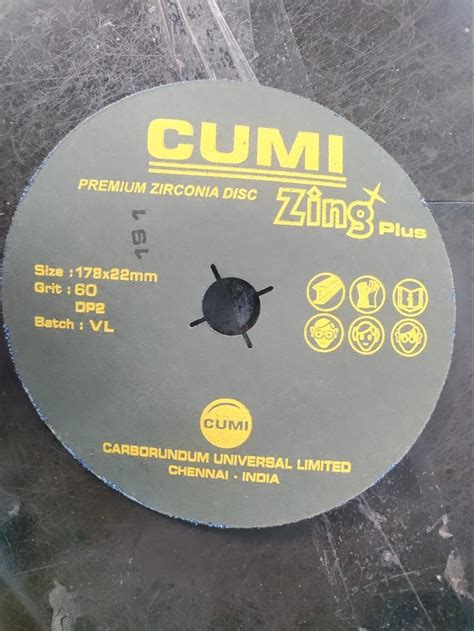 CUMI
PREMIUM ZIRCONIA DISC
Zing Plus
191
Size : 178x22mm
Grit : 60
DP2
Batch : VL
CUMI
CARBORUNDUM UNIVERSAL LIMITED
CHENNAI - INDIA